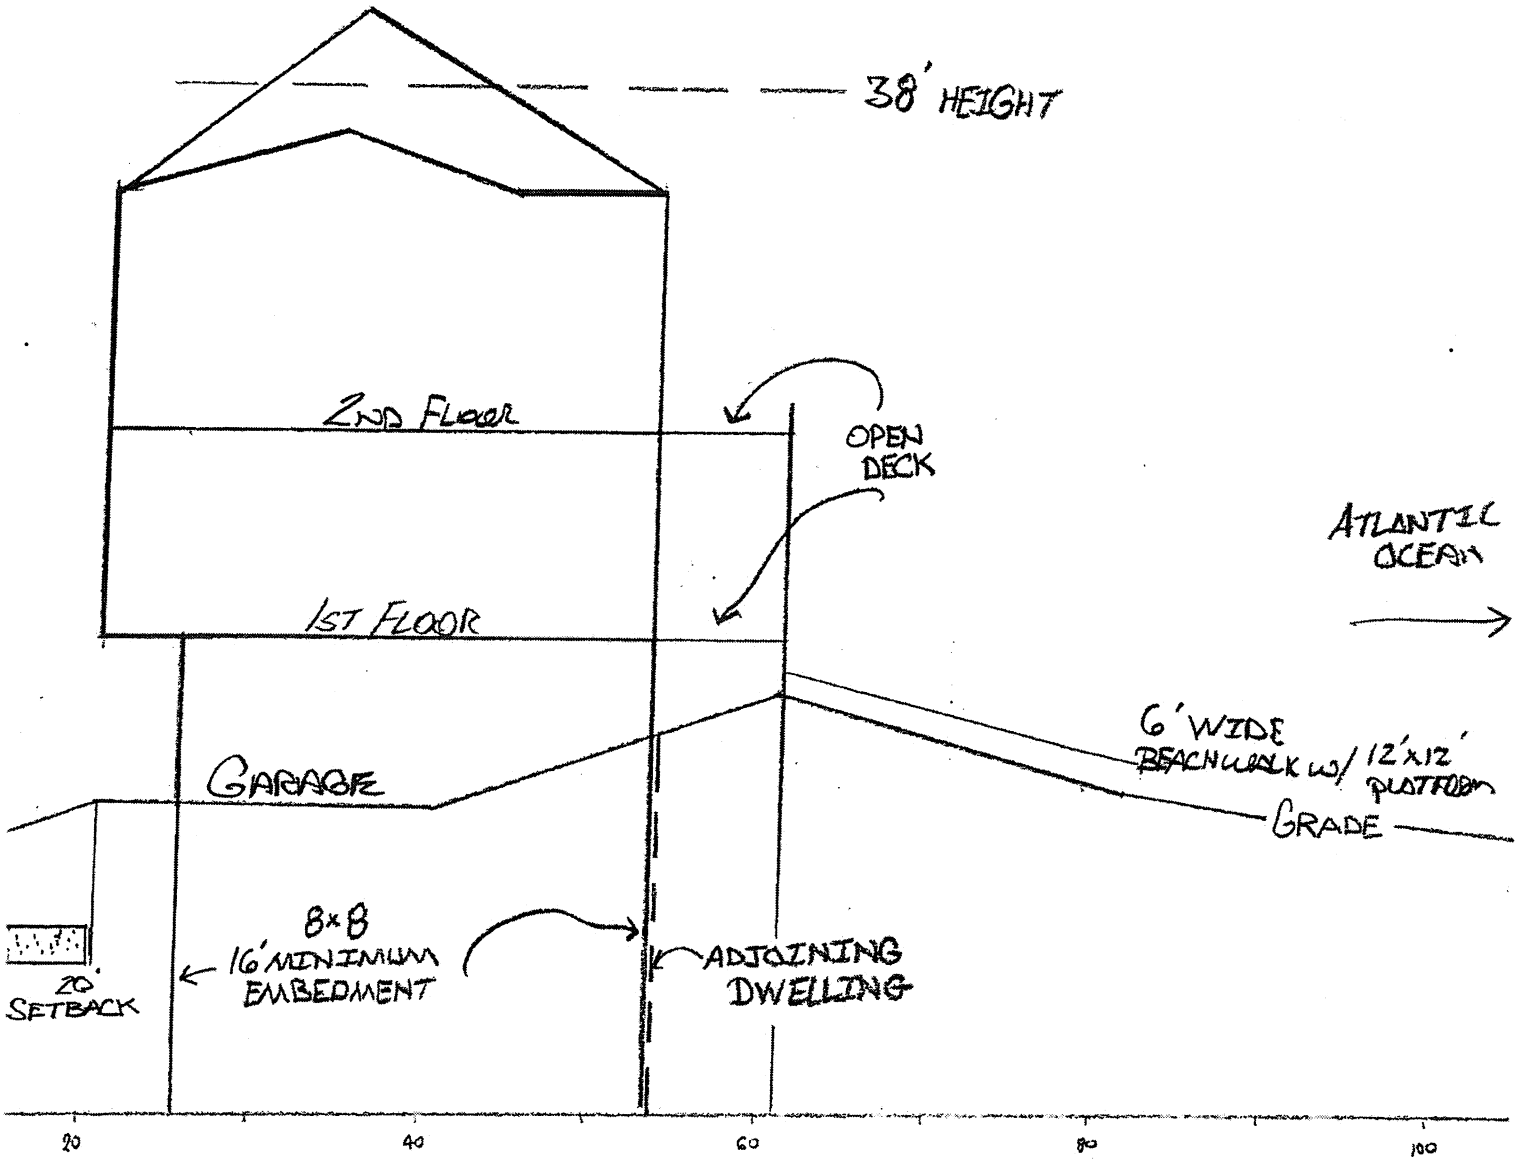 38' HEIGHT
2ND FLOOR
OPEN
DECK
ATLANTIC
OCEAN
1ST FLOOR
6' WIDE
BEACHWALK W/ 12'x12'
PLATFORM
GARAGE
GRADE
8x8
16' MINIMUM
EMBEDMENT
ADJOINING
DWELLING
20'
SETBACK
20 40 60 80 100